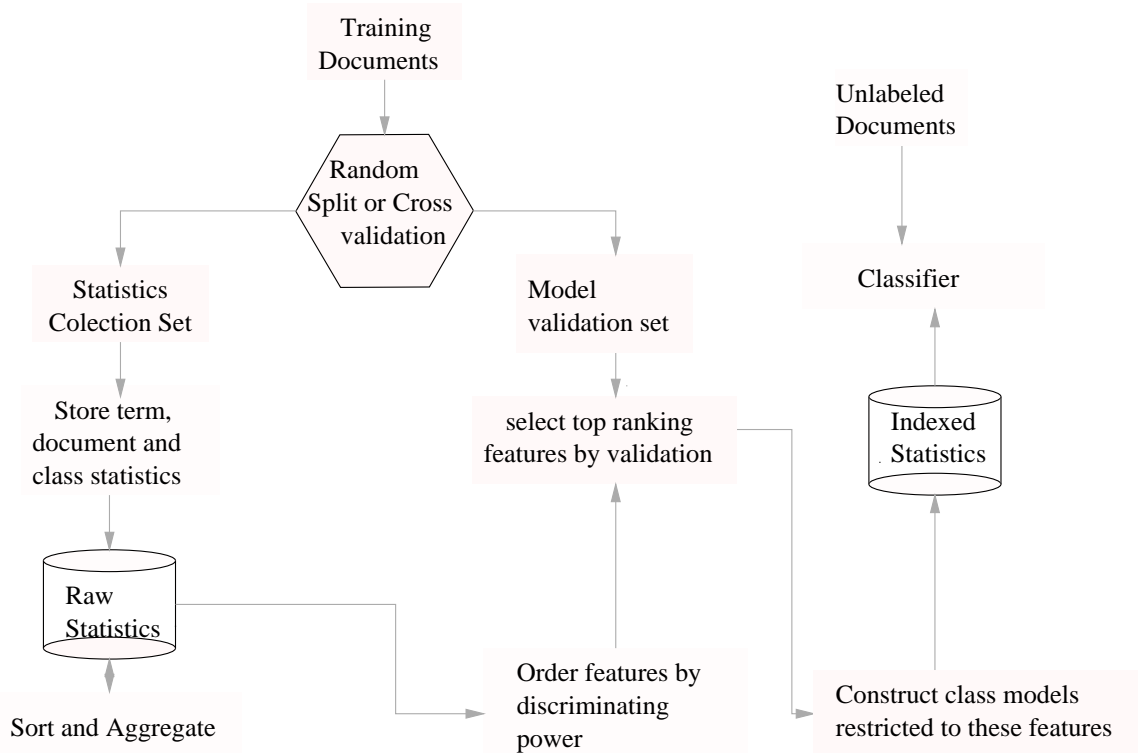 Training
Documents
Random
Split or Cross
validation
Unlabeled
Documents
Statistics
Colection Set
Model
validation set
Classifier
Store term,
document and
class statistics
select top ranking
features by validation
Indexed
Statistics
Raw
Statistics
Sort and Aggregate
Order features by
discriminating
power
Construct class models
restricted to these features